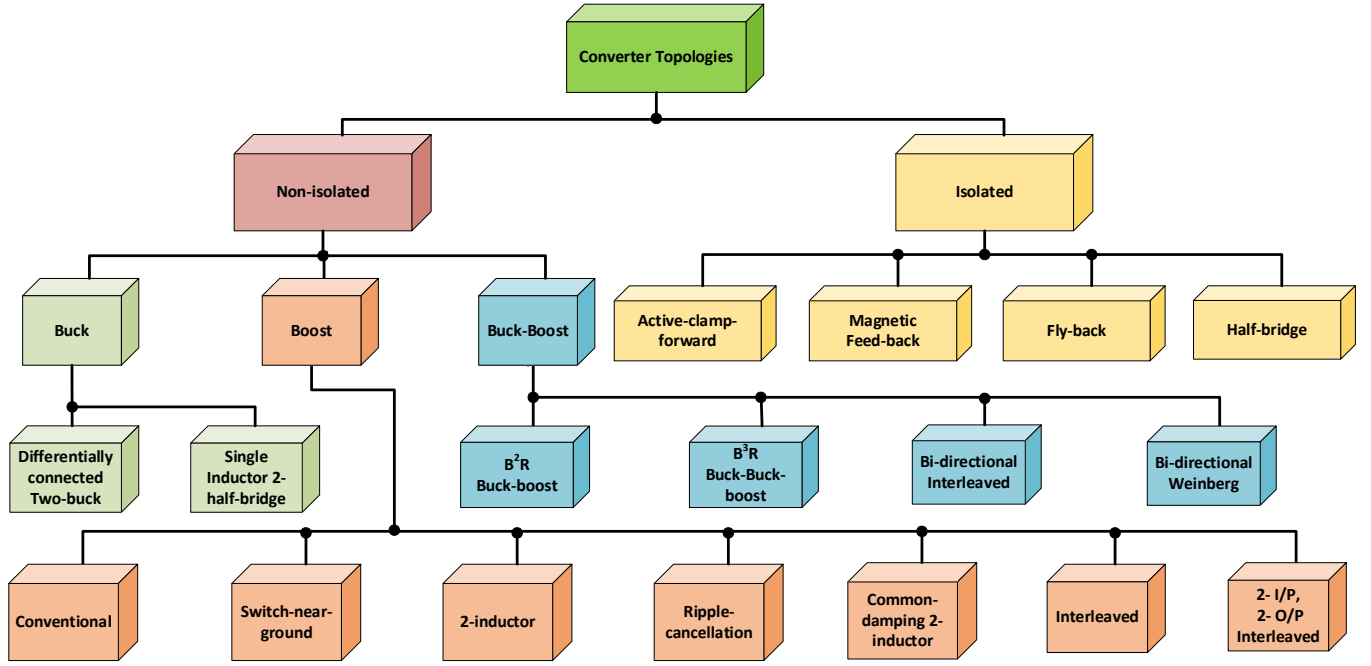 Converter Topologies
Non-isolated
Isolated
Buck
Boost
Buck-Boost
Active-clamp-
forward
Magnetic
Feed-back
Fly-back
Half-bridge
Differentially
connected
Two-buck
Single
Inductor 2-
half-bridge
B²R
Buck-boost
B³R
Buck-Buck-
boost
Bi-directional
Interleaved
Bi-directional
Weinberg
Conventional
Switch-near-
ground
2-inductor
Ripple-
cancellation
Common-
damping 2-
inductor
Interleaved
2- I/P,
2- O/P
Interleaved